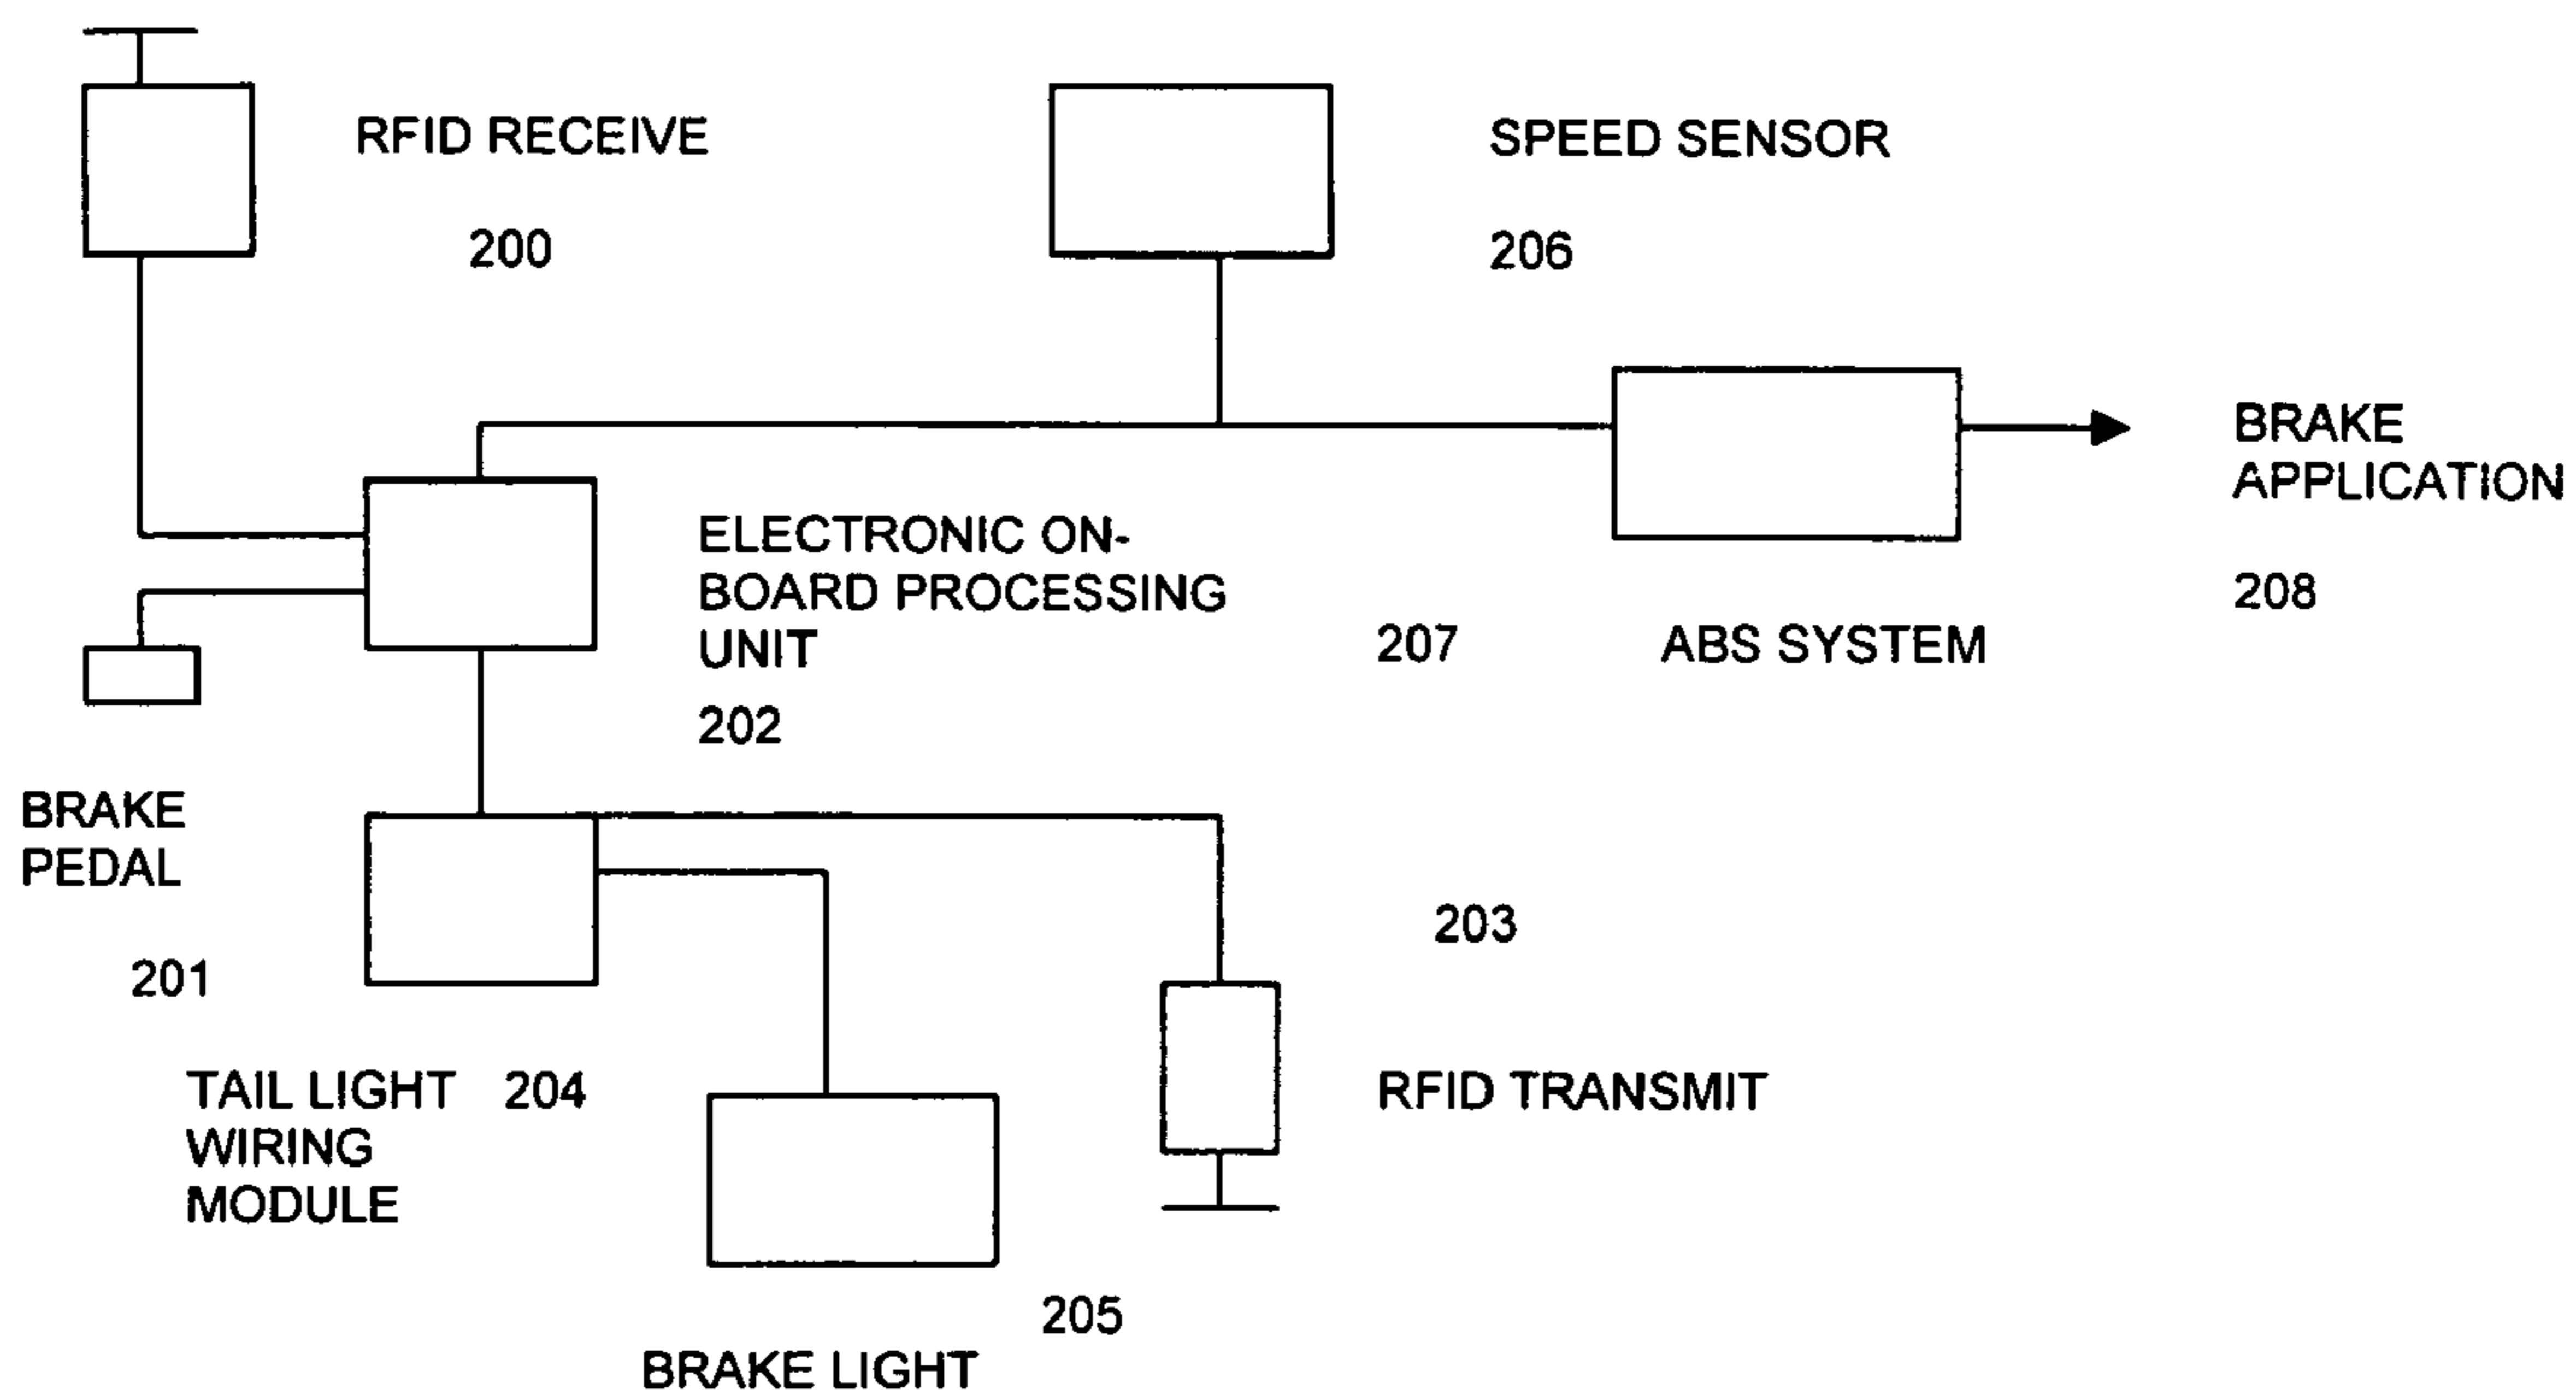 RFID RECEIVE
200
SPEED SENSOR
206
BRAKE
APPLICATION
208
ELECTRONIC ON-
BOARD PROCESSING
UNIT
202
207
ABS SYSTEM
BRAKE
PEDAL
201
203
RFID TRANSMIT
TAIL LIGHT 204
WIRING
MODULE
205
BRAKE LIGHT